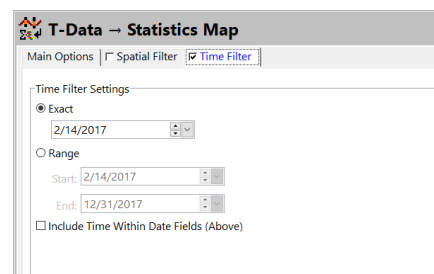 T-Data → Statistics Map
Main Options Spatial Filter Time Filter
Time Filter Settings
Exact
2/14/2017
Range
Start: 2/14/2017
End: 12/31/2017
Include Time Within Date Fields (Above)